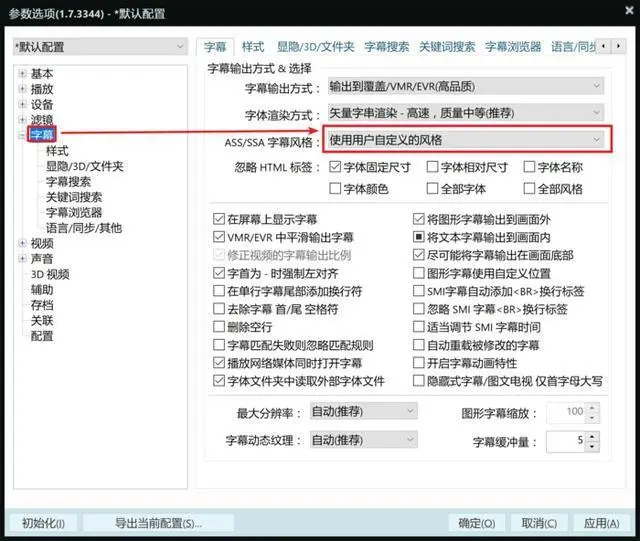 参数选项(1.7.3344) - *默认配置
*默认配置
基本
播放
设备
滤镜
字幕
样式
显隐/3D/文件夹
字幕搜索
关键词搜索
字幕浏览器
语言/同步/其他
视频
声音
3D 视频
辅助
存档
关联
配置
字幕 样式 显隐/3D/文件夹 字幕搜索 关键词搜索 字幕浏览器 语言/同步
字幕输出方式 & 选择
字幕输出方式: 输出到覆盖/VMR/EVR(高品质)
字体渲染方式: 矢量字串渲染 - 高速，质量中等(推荐)
ASS/SSA 字幕风格: 使用用户自定义的风格
忽略 HTML 标签: 字体固定尺寸 字体相对尺寸 字体名称
字体颜色 全部字体 全部风格
在屏幕上显示字幕 将图形字幕输出到画面外
VMR/EVR 中平滑输出字幕 将文本字幕输出到画面内
修正视频的字幕输出比例 尽可能将字幕输出在画面底部
字首为 - 时强制左对齐 图形字幕使用自定义位置
在单行字幕尾部添加换行符 SMI字幕自动添加<BR>换行标签
去除字幕 首/尾 空格符 忽略 SMI 字幕<BR>换行标签
删除空行 适当调节 SMI 字幕时间
字幕匹配失败则忽略匹配规则 自动重载被修改的字幕
播放网络媒体同时打开字幕 开启字幕动画特性
字体文件夹中读取外部字体文件 隐藏式字幕/图文电视 仅首字母大写
最大分辨率: 自动(推荐) 图形字幕缩放: 100
字幕动态纹理: 自动(推荐) 字幕缓冲量: 5
初始化(I) 导出当前配置(S)... 确定(O) 取消(C) 应用(A)